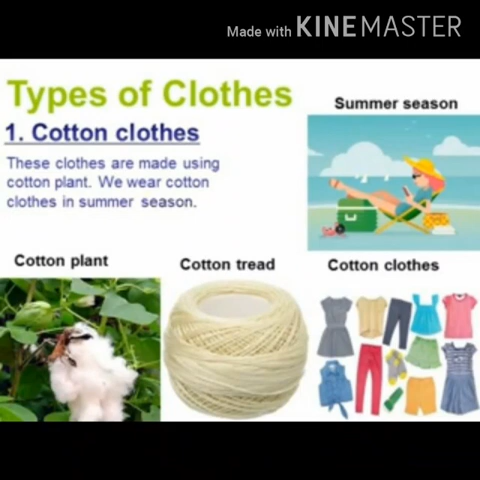 Made with KINEMASTER
Types of Clothes
Summer season
1. Cotton clothes
These clothes are made using
cotton plant. We wear cotton
clothes in summer season.
Cotton plant
Cotton tread
Cotton clothes